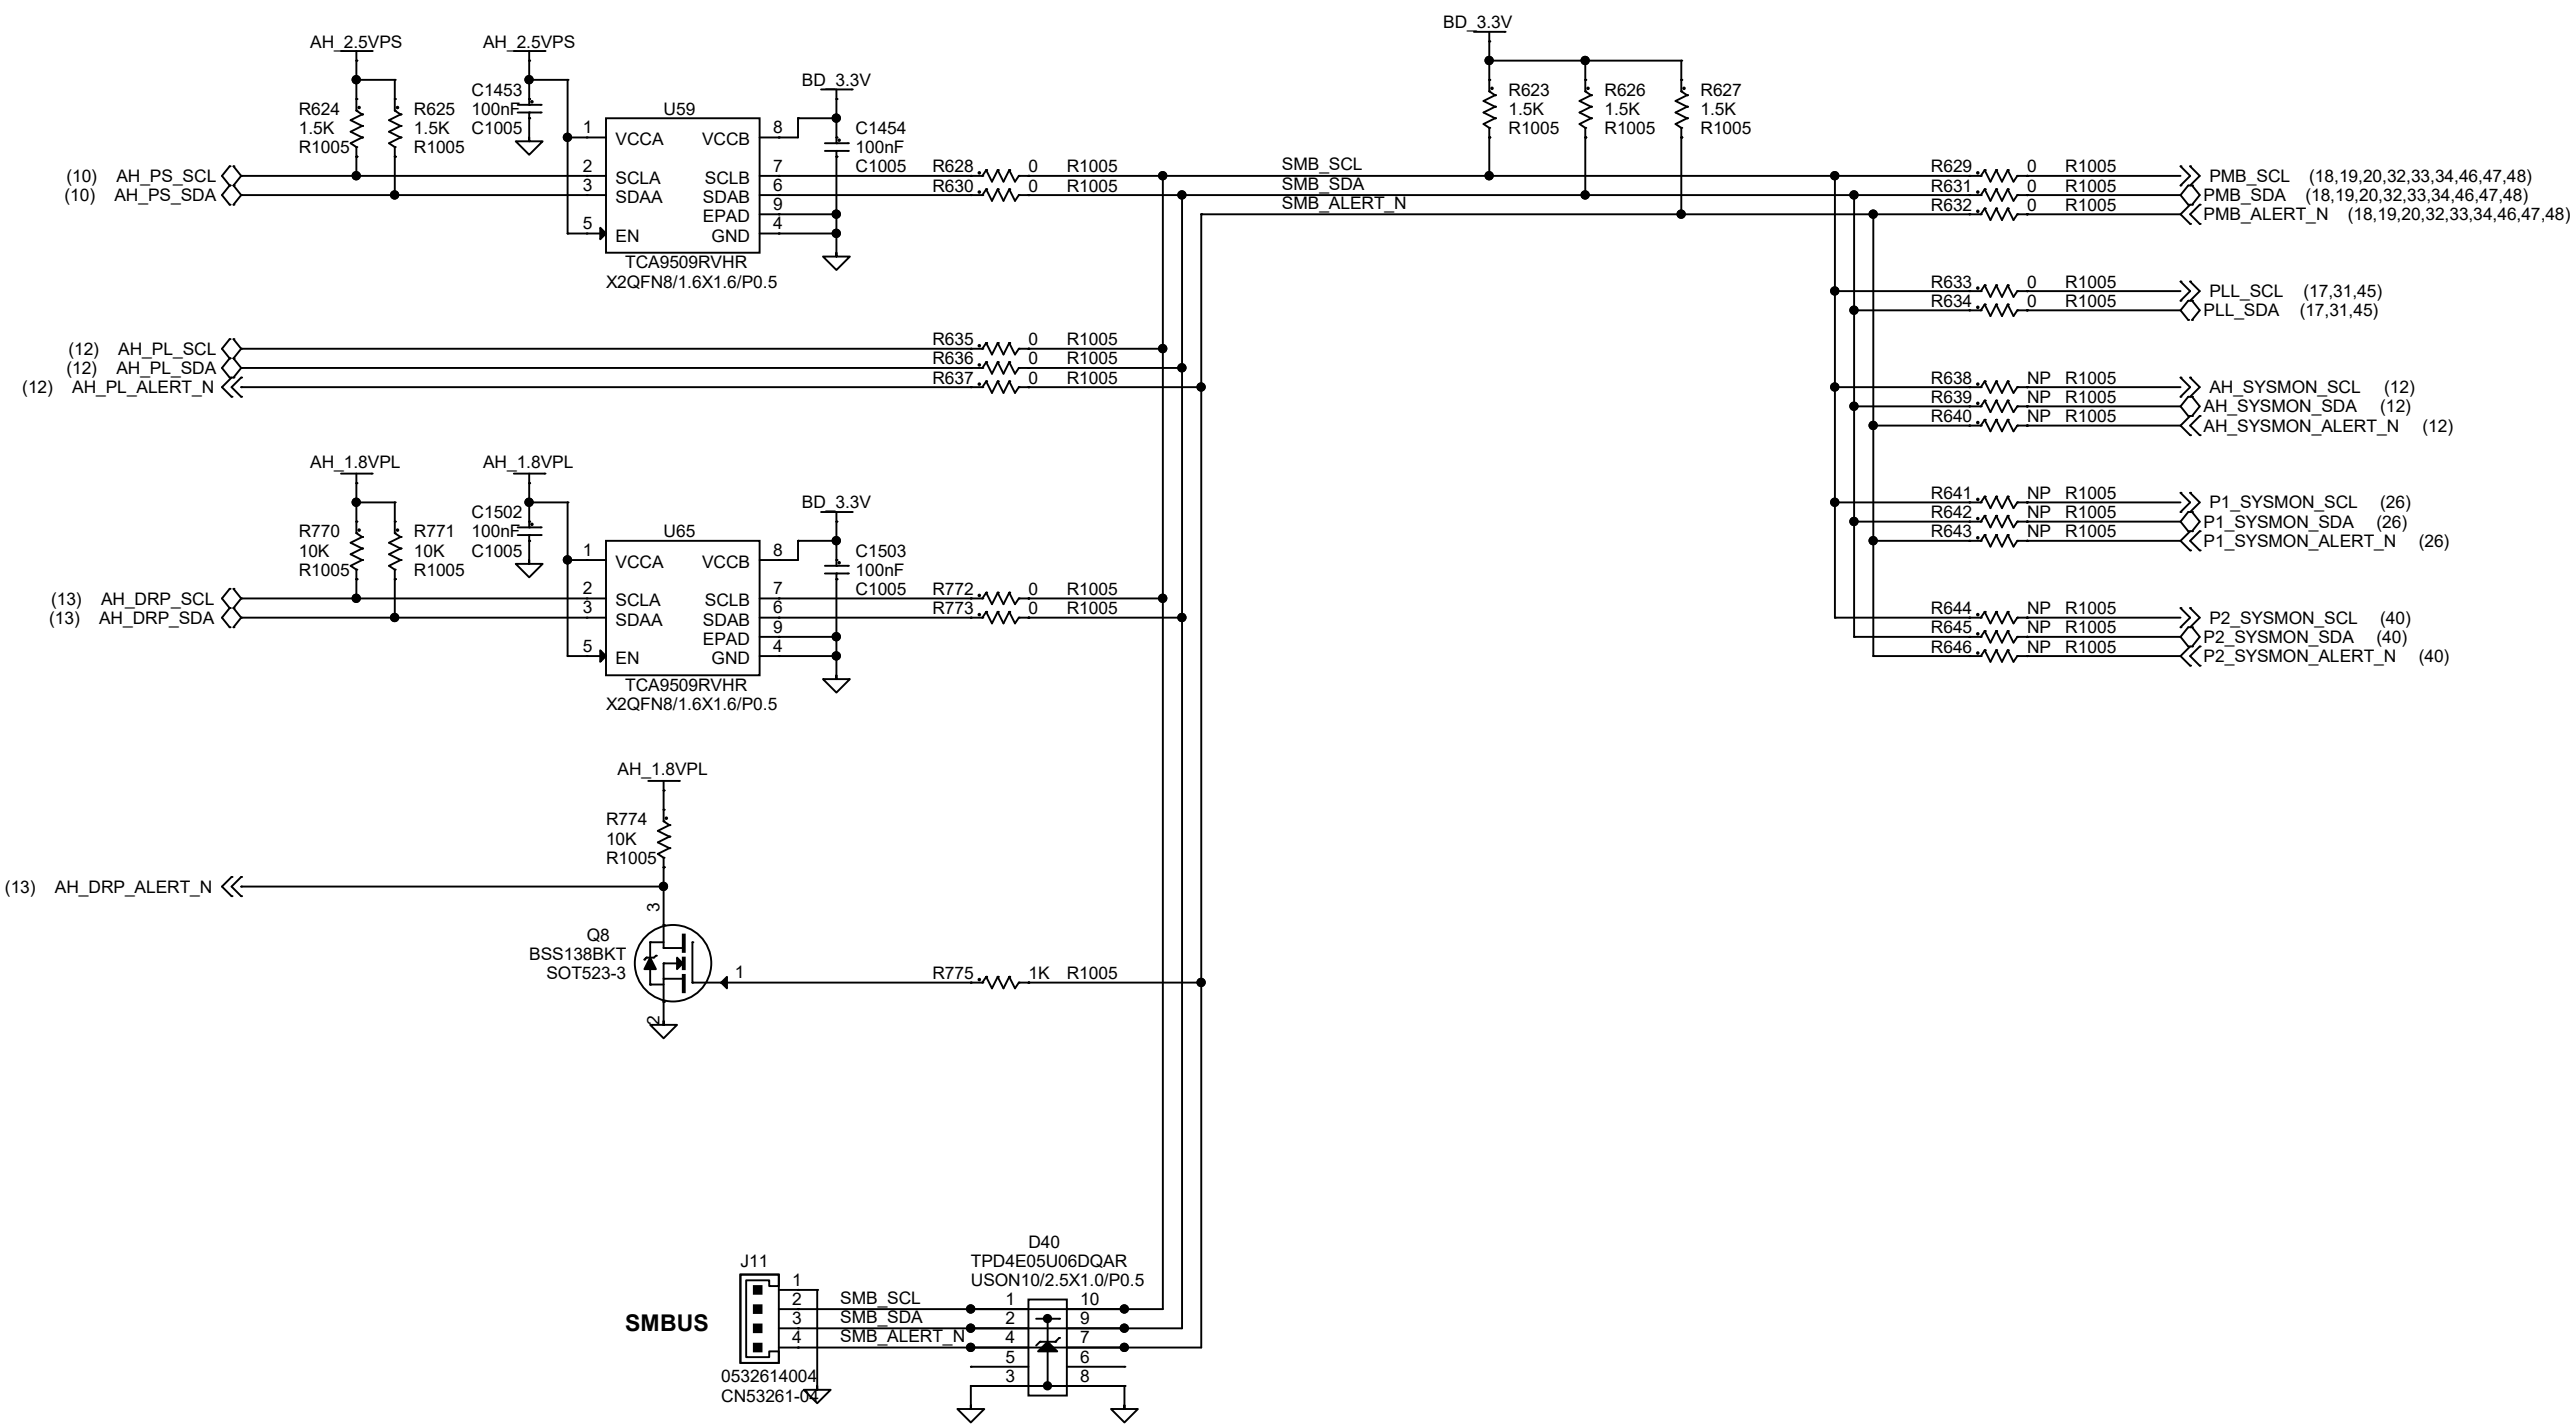 BD_3.3V
AH_2.5VPS
AH_2.5VPS
BD_3.3V
R624
1.5K
R1005
R625
1.5K
R1005
C1453
100nF
C1005
U59
1 VCCA VCCB 8
2 SCLA SCLB 7
3 SDAA SDAB 6
EPAD 9
5 EN GND 4
TCA9509RVHR
X2QFN8/1.6X1.6/P0.5
C1454
100nF
C1005
R623
1.5K
R1005
R626
1.5K
R1005
R627
1.5K
R1005
(10) AH_PS_SCL
(10) AH_PS_SDA
R628 0 R1005
R630 0 R1005
SMB_SCL
SMB_SDA
SMB_ALERT_N
R629 0 R1005 PMB_SCL (18,19,20,32,33,34,46,47,48)
R631 0 R1005 PMB_SDA (18,19,20,32,33,34,46,47,48)
R632 0 R1005 PMB_ALERT_N (18,19,20,32,33,34,46,47,48)
R633 0 R1005 PLL_SCL (17,31,45)
R634 0 R1005 PLL_SDA (17,31,45)
(12) AH_PL_SCL R635 0 R1005
(12) AH_PL_SDA R636 0 R1005
(12) AH_PL_ALERT_N R637 0 R1005
R638 NP R1005 AH_SYSMON_SCL (12)
R639 NP R1005 AH_SYSMON_SDA (12)
R640 NP R1005 AH_SYSMON_ALERT_N (12)
AH_1.8VPL
AH_1.8VPL
BD_3.3V
R770
10K
R1005
R771
10K
R1005
C1502
100nF
C1005
U65
1 VCCA VCCB 8
2 SCLA SCLB 7
3 SDAA SDAB 6
EPAD 9
5 EN GND 4
TCA9509RVHR
X2QFN8/1.6X1.6/P0.5
C1503
100nF
C1005
(13) AH_DRP_SCL
(13) AH_DRP_SDA
R772 0 R1005
R773 0 R1005
R641 NP R1005 P1_SYSMON_SCL (26)
R642 NP R1005 P1_SYSMON_SDA (26)
R643 NP R1005 P1_SYSMON_ALERT_N (26)
R644 NP R1005 P2_SYSMON_SCL (40)
R645 NP R1005 P2_SYSMON_SDA (40)
R646 NP R1005 P2_SYSMON_ALERT_N (40)
AH_1.8VPL
R774
10K
R1005
(13) AH_DRP_ALERT_N
3
Q8
BSS138BKT
SOT523-3
1
2
R775 1K R1005
SMBUS
J11
1
2 SMB_SCL
3 SMB_SDA
4 SMB_ALERT_N
0532614004
CN53261-04
D40
TPD4E05U06DQAR
USON10/2.5X1.0/P0.5
1 10
2 9
4 7
5 6
3 8